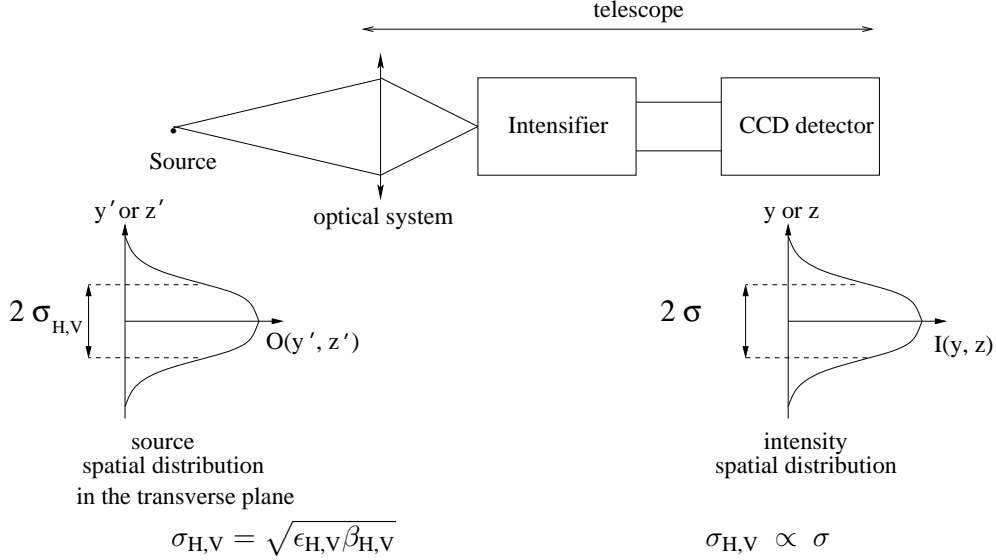 telescope
Intensifier
CCD detector
Source
optical system
y′ or z′
y or z
2 σH,V
2 σ
O(y′, z′)
I(y, z)
source
spatial distribution
in the transverse plane
intensity
spatial distribution
σH,V = √ϵH,VβH,V
σH,V ∝ σ